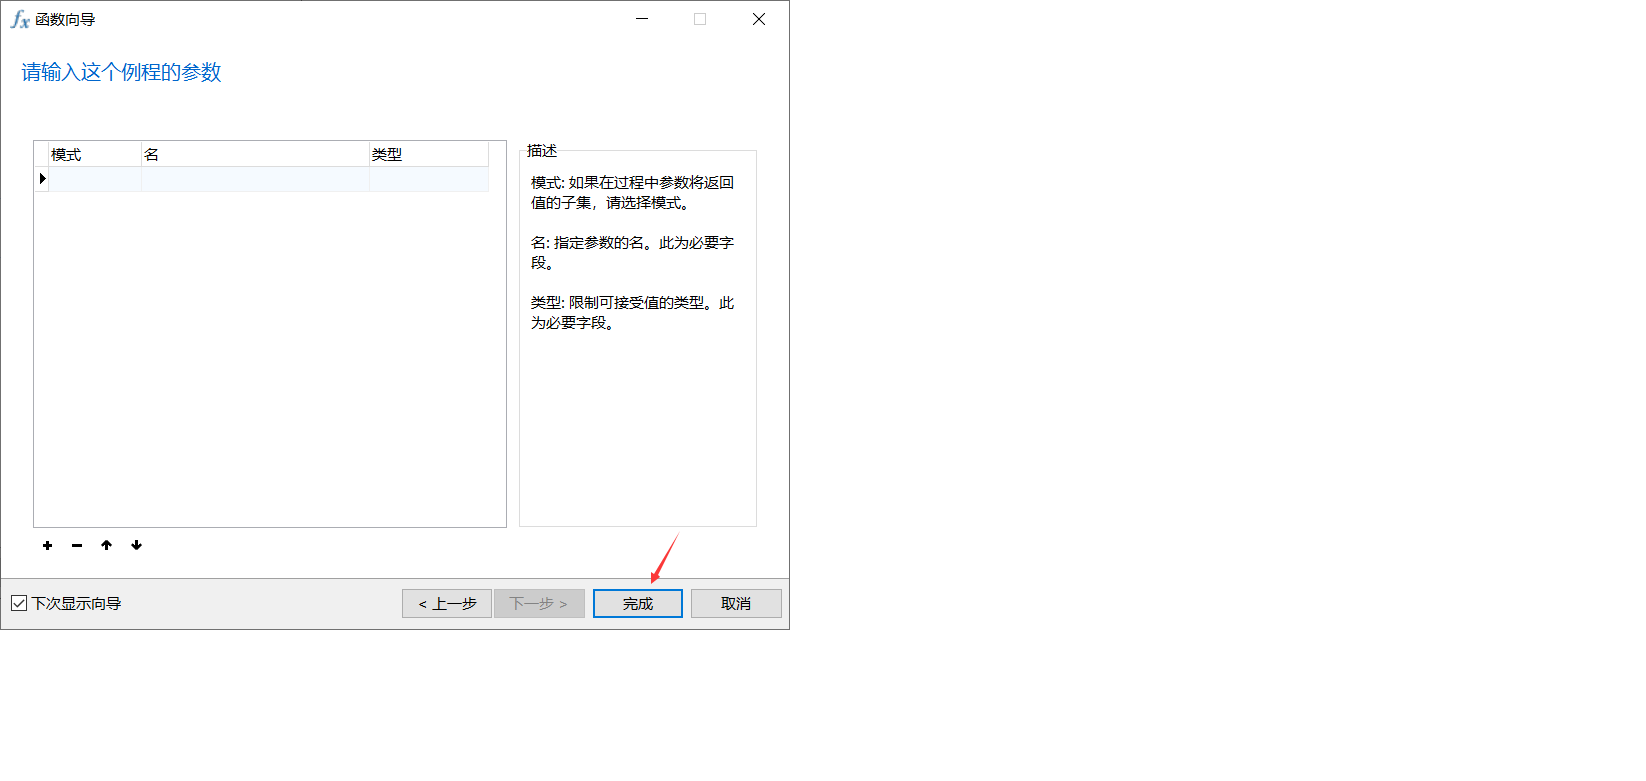 fx 函数向导
请输入这个例程的参数
模式 名 类型
描述
模式: 如果在过程中参数将返回
值的子集，请选择模式。
名: 指定参数的名。此为必要字
段。
类型: 限制可接受值的类型。此
为必要字段。
下次显示向导
< 上一步 下一步 > 完成 取消